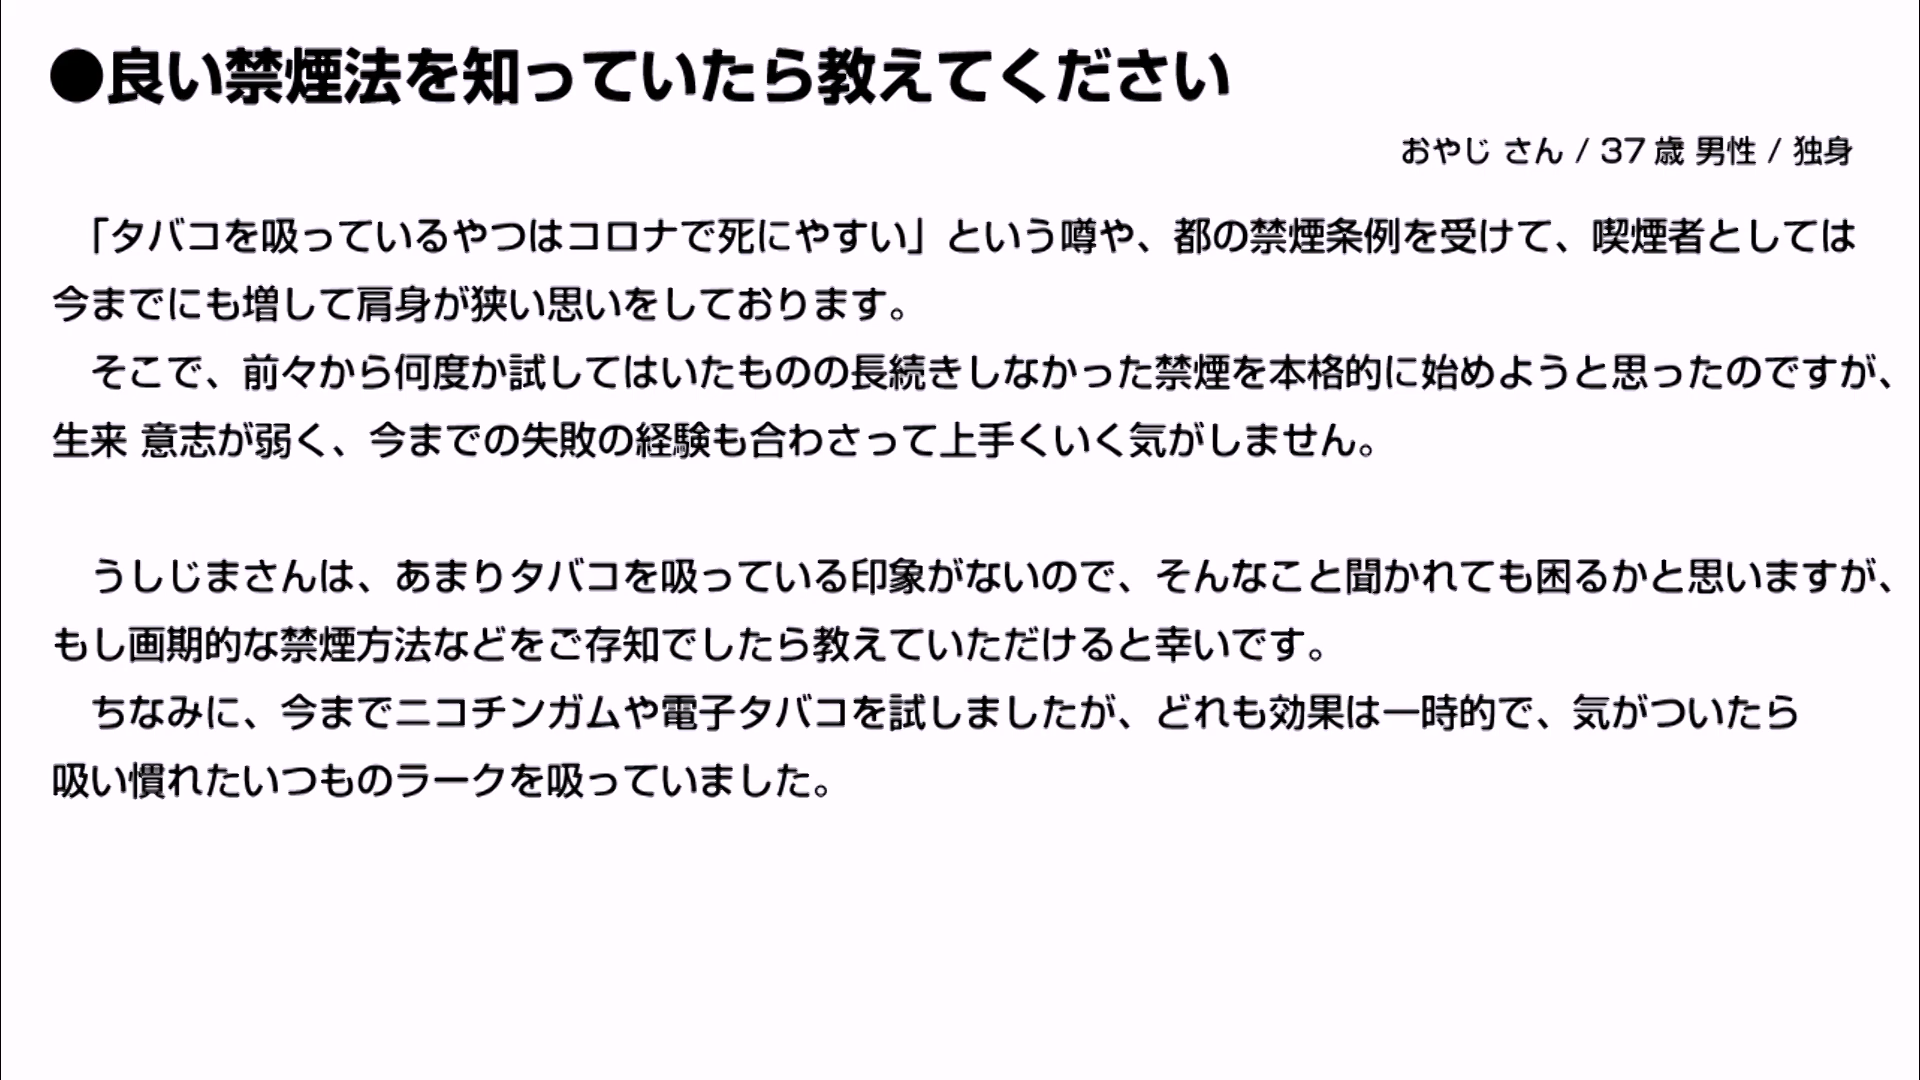 ●良い禁煙法を知っていたら教えてください
おやじ さん / 37 歳 男性 / 独身
「タバコを吸っているやつはコロナで死にやすい」という噂や、都の禁煙条例を受けて、喫煙者としては
今までにも増して肩身が狭い思いをしております。
そこで、前々から何度か試してはいたものの長続きしなかった禁煙を本格的に始めようと思ったのですが、
生来 意志が弱く、今までの失敗の経験も合わさって上手くいく気がしません。
うしじまさんは、あまりタバコを吸っている印象がないので、そんなこと聞かれても困るかと思いますが、
もし画期的な禁煙方法などをご存知でしたら教えていただけると幸いです。
ちなみに、今までニコチンガムや電子タバコを試しましたが、どれも効果は一時的で、気がついたら
吸い慣れたいつものラークを吸っていました。